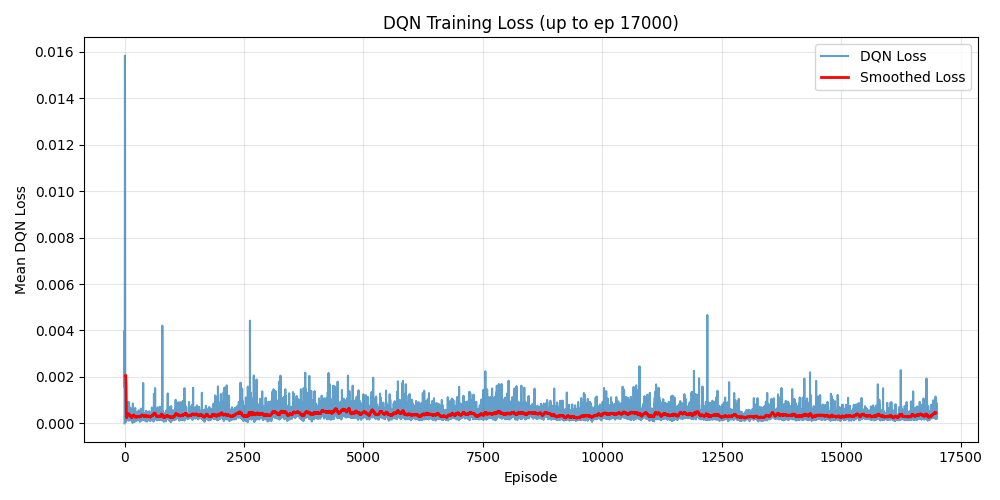 DQN Training Loss (up to ep 17000)
DQN Loss
Smoothed Loss
Mean DQN Loss
0.016
0.014
0.012
0.010
0.008
0.006
0.004
0.002
0.000
0 2500 5000 7500 10000 12500 15000 17500
Episode